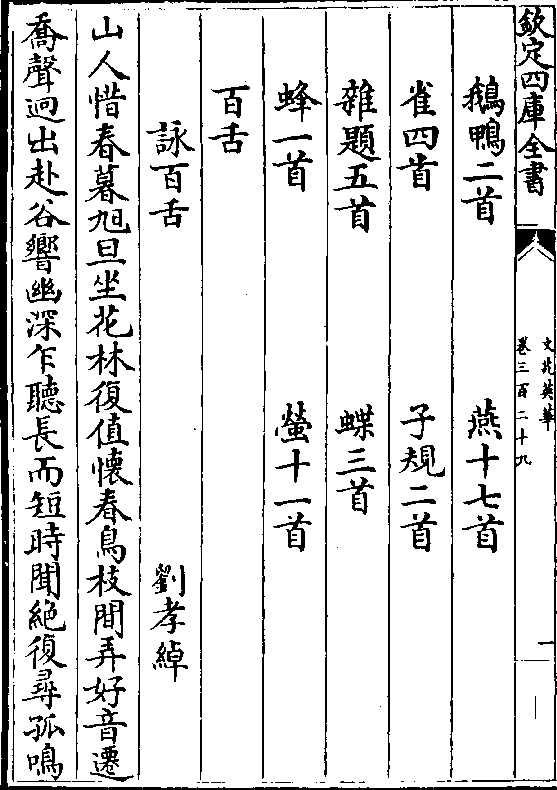 欽定四庫全書
文苑英華
卷三百二十九
一
鵝鴨二首 燕十七首
雀四首 子規二首
雜題五首 蝶三首
蜂一首 螢十一首
百舌
詠百舌 劉孝綽
山人惜春暮旭旦坐花林復值懷春鳥枝間弄好音遷
喬聲迥出赴谷響幽深乍聽長而短時聞絶復尋孤鳴